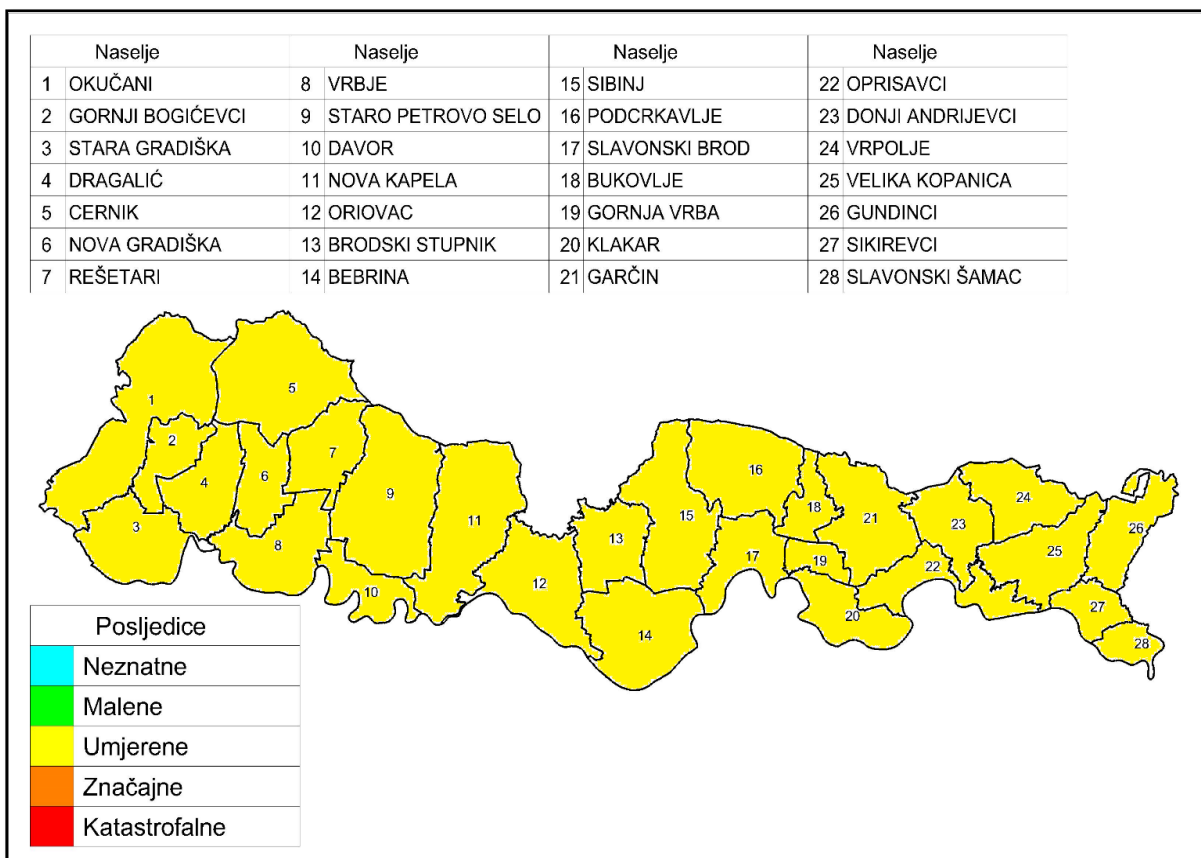 Naselje Naselje Naselje Naselje
1 OKUČANI 8 VRBJE 15 SIBINJ 22 OPRISAVCI
2 GORNJI BOGIĆEVCI 9 STARO PETROVO SELO 16 PODCRKAVLJE 23 DONJI ANDRIJEVCI
3 STARA GRADIŠKA 10 DAVOR 17 SLAVONSKI BROD 24 VRPOLJE
4 DRAGALIĆ 11 NOVA KAPELA 18 BUKOVLJE 25 VELIKA KOPANICA
5 CERNIK 12 ORIOVAC 19 GORNJA VRBA 26 GUNDINCI
6 NOVA GRADIŠKA 13 BRODSKI STUPNIK 20 KLAKAR 27 SIKIREVCI
7 REŠETARI 14 BEBRINA 21 GARČIN 28 SLAVONSKI ŠAMAC
1
2
3
4
5
6
7
8
9
10
11
12
13
14
15
16
17
18
19
20
21
22
23
24
25
26
27
28
Posljedice
Neznatne
Malene
Umjerene
Značajne
Katastrofalne